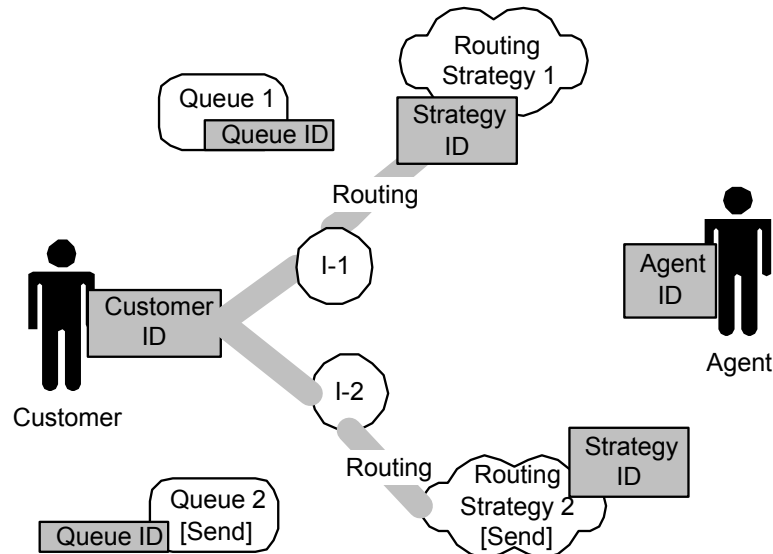 Routing
Strategy 1
Queue 1
Queue ID
Strategy
ID
Routing
I-1
Agent
ID
Customer
ID
Agent
I-2
Customer
Strategy
ID
Routing
Routing
Strategy 2
[Send]
Queue 2
[Send]
Queue ID